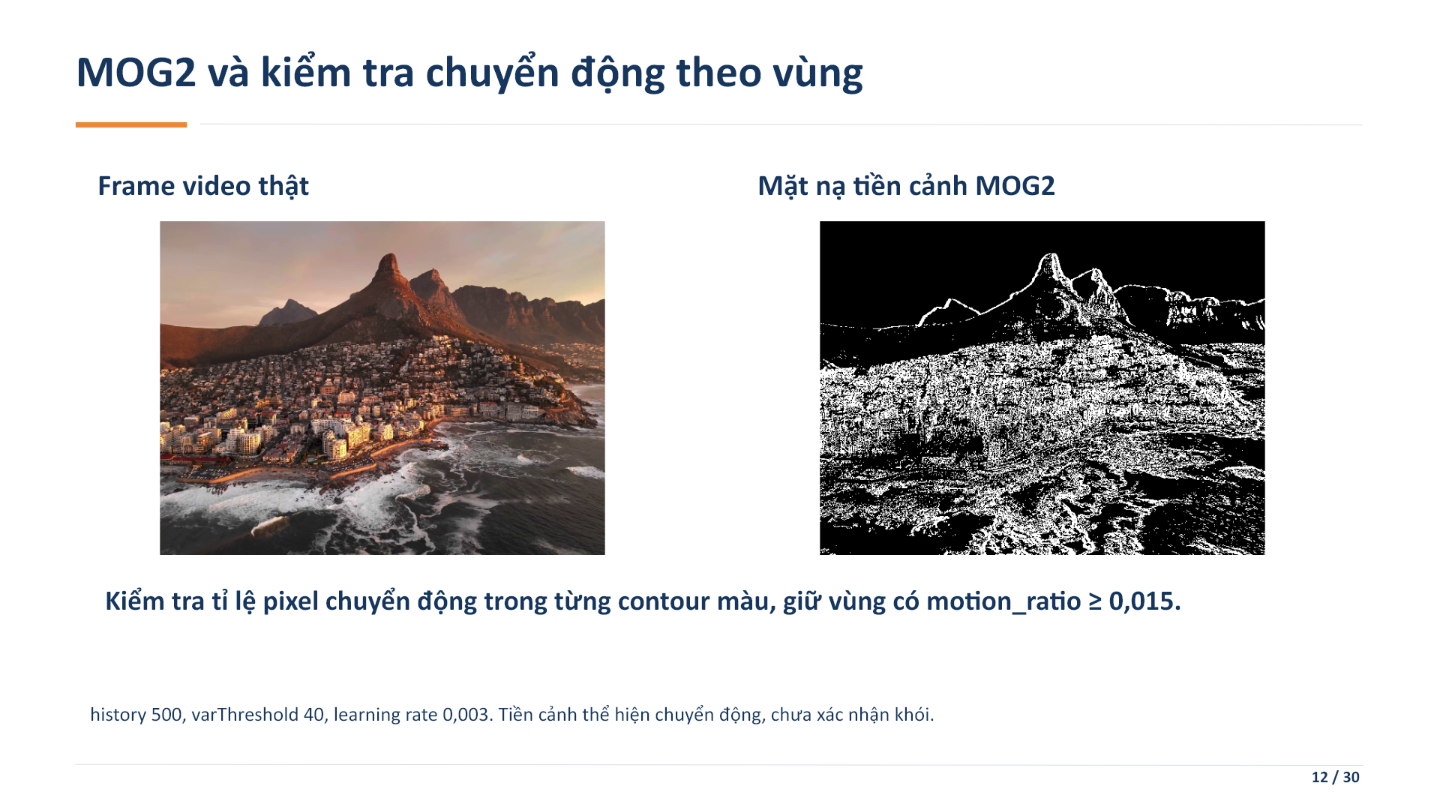 MOG2 và kiểm tra chuyển động theo vùng
Frame video thật
Mặt nạ tiền cảnh MOG2
Kiểm tra tỉ lệ pixel chuyển động trong từng contour màu, giữ vùng có motion_ratio ≥ 0,015.
history 500, varThreshold 40, learning rate 0,003. Tiền cảnh thể hiện chuyển động, chưa xác nhận khói.
12 / 30